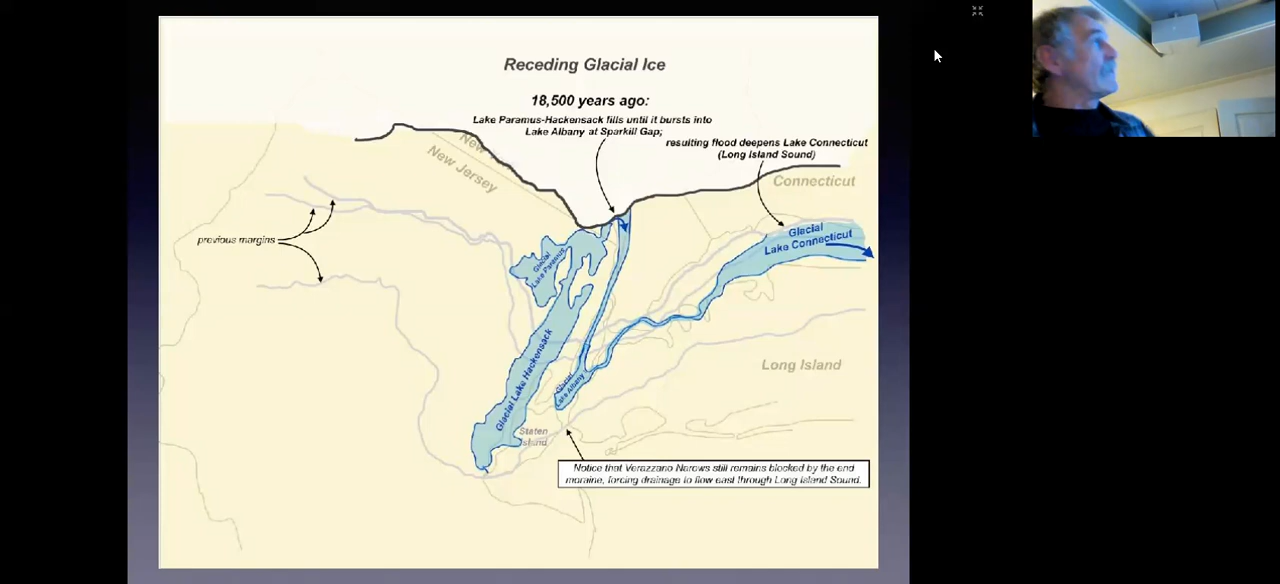 Receding Glacial Ice
18,500 years ago:
Lake Paramus-Hackensack fills until it bursts into
Lake Albany at Sparkill Gap;
resulting flood deepens Lake Connecticut
(Long Island Sound)
New
New Jersey
Connecticut
previous margins
Glacial
Lake Connecticut
Glacial
Lake Paramus
Glacial Lake Hackensack
Glacial
Lake Albany
Long Island
Staten
Island
Notice that Verazzano Narows still remains blocked by the end
moraine, forcing drainage to flow east through Long Island Sound.